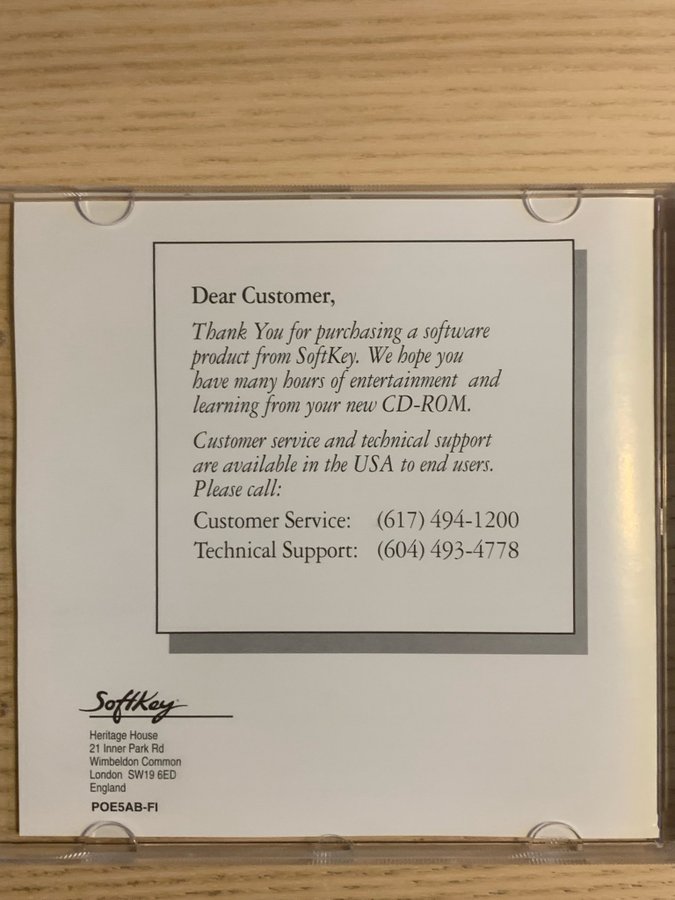 Dear Customer,
Thank You for purchasing a software
product from SoftKey. We hope you
have many hours of entertainment and
learning from your new CD-ROM.
Customer service and technical support
are available in the USA to end users.
Please call:
Customer Service: (617) 494-1200
Technical Support: (604) 493-4778
SoftKey
Heritage House
21 Inner Park Rd
Wimbeldon Common
London SW19 6ED
England
POE5AB-FI